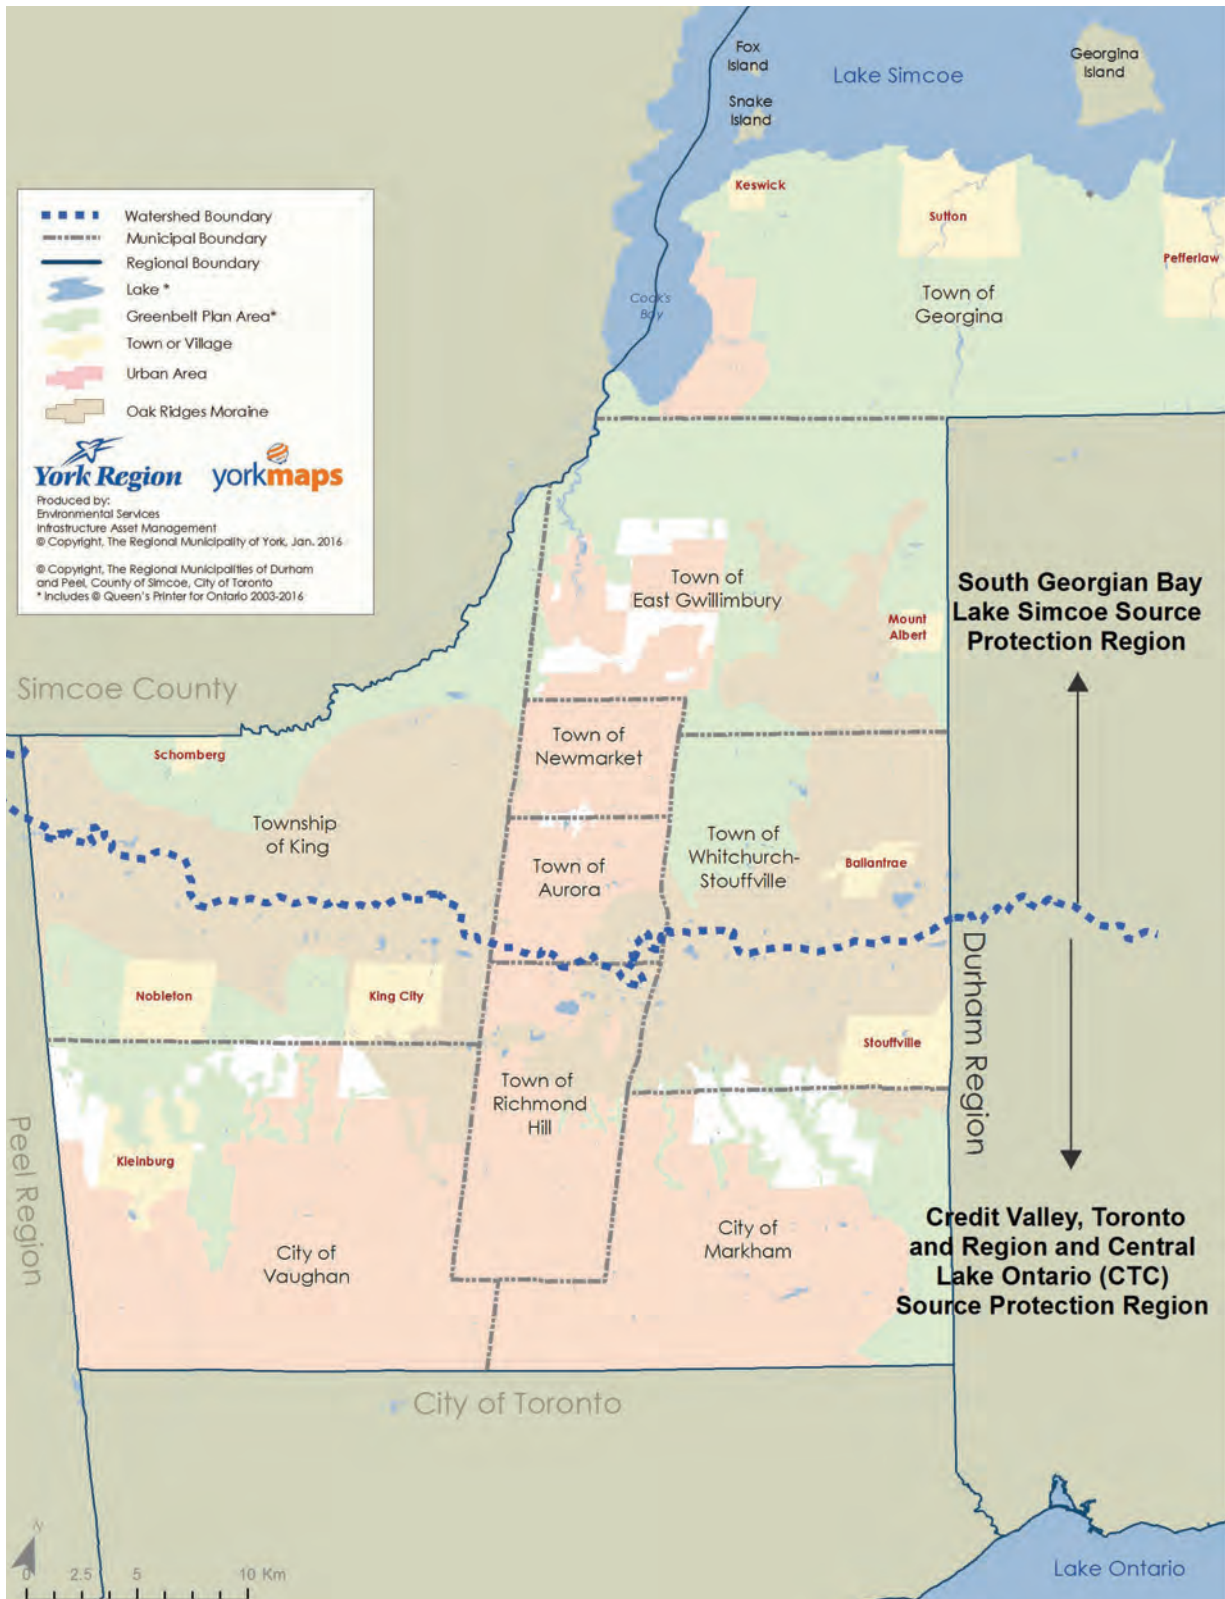 Fox
Island
Snake
Island
Lake Simcoe
Georgina
Island
Keswick
Sutton
Pefferlaw
Town of
Georgina
Cook's
Bay
Watershed Boundary
Municipal Boundary
Regional Boundary
Lake *
Greenbelt Plan Area*
Town or Village
Urban Area
Oak Ridges Moraine
York Region
yorkmaps
Produced by:
Environmental Services
Infrastructure Asset Management
© Copyright, The Regional Municipality of York, Jan. 2016
© Copyright, The Regional Municipalities of Durham
and Peel, County of Simcoe, City of Toronto
* Includes © Queen's Printer for Ontario 2003-2016
Town of
East Gwillimbury
Mount
Albert
South Georgian Bay
Lake Simcoe Source
Protection Region
Simcoe County
Schomberg
Township
of King
Town of
Newmarket
Town of
Aurora
Town of
Whitchurch-
Stouffville
Ballantrae
Nobleton
King City
Stouffville
Durham Region
Town of
Richmond
Hill
Peel Region
Kleinburg
City of
Vaughan
City of
Markham
Credit Valley, Toronto
and Region and Central
Lake Ontario (CTC)
Source Protection Region
City of Toronto
N
0 2.5 5 10 Km
Lake Ontario